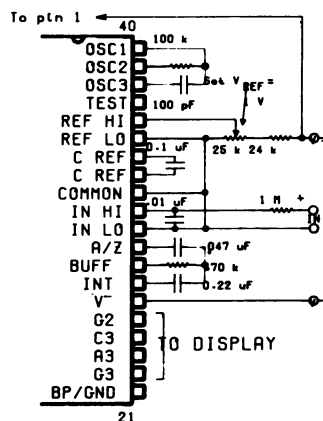 To pin 1
40
OSC1 100 k
OSC2
OSC3 Set V REF =
TEST 100 pF V
REF HI
REF LO
C REF 0.1 uF 25 k 24 k
C REF
COMMON
IN HI .01 uF 1 M +
IN LO IN
A/Z .047 uF
BUFF 470 k
INT 0.22 uF
V-
G2
C3 TO DISPLAY
A3
G3
BP/GND
21